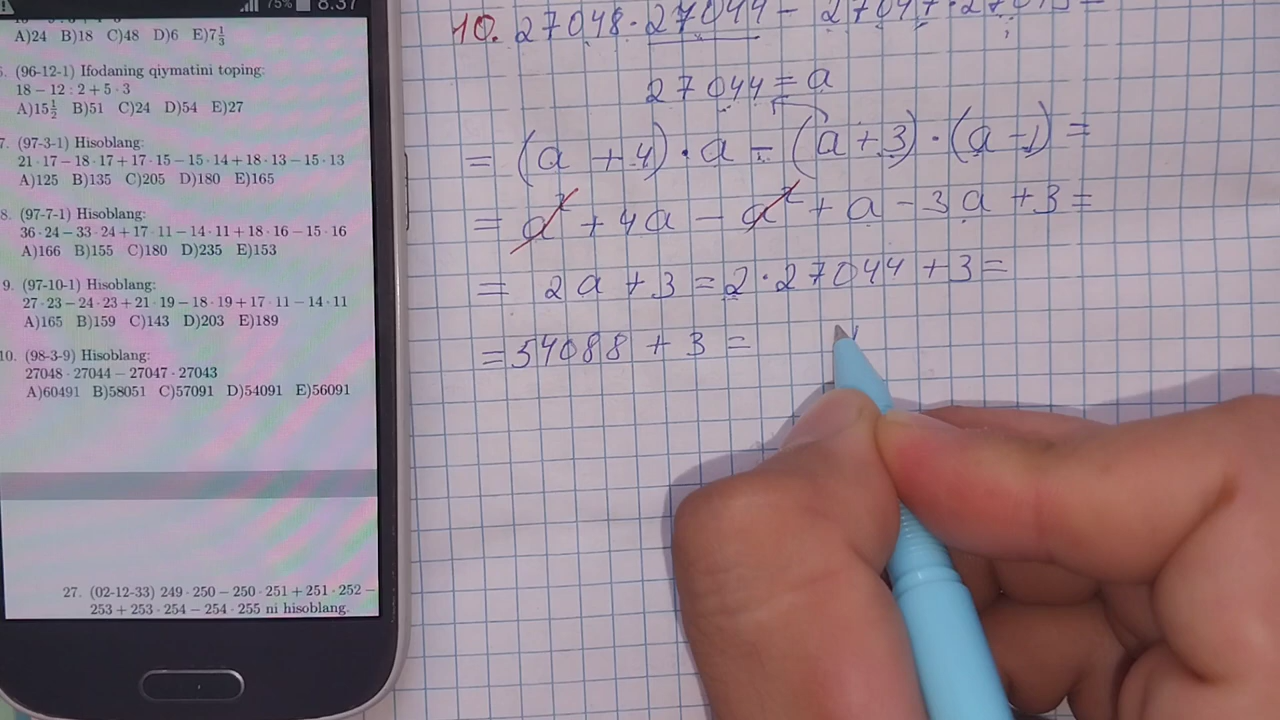 75% 8:37
A)24 B)18 C)48 D)6 E)7 1/3
(96-12-1) Ifodaning qiymatini toping:
18 − 12 : 2 + 5 · 3
A)15 1/2 B)51 C)24 D)54 E)27
7. (97-3-1) Hisoblang:
21 · 17 − 18 · 17 + 17 · 15 − 15 · 14 + 18 · 13 − 15 · 13
A)125 B)135 C)205 D)180 E)165
8. (97-7-1) Hisoblang:
36 · 24 − 33 · 24 + 17 · 11 − 14 · 11 + 18 · 16 − 15 · 16
A)166 B)155 C)180 D)235 E)153
9. (97-10-1) Hisoblang:
27 · 23 − 24 · 23 + 21 · 19 − 18 · 19 + 17 · 11 − 14 · 11
A)165 B)159 C)143 D)203 E)189
10. (98-3-9) Hisoblang:
27048 · 27044 − 27047 · 27043
A)60491 B)58051 C)57091 D)54091 E)56091
27. (02-12-33) 249 · 250 − 250 · 251 + 251 · 252 −
253 + 253 · 254 − 254 · 255 ni hisoblang.
10. 27048 · 27044 − 27047 · 27043 =
27044 = a
= (a + 4) · a − (a + 3) · (a − 1) =
= a² + 4a − a² + a − 3a + 3 =
= 2a + 3 = 2 · 27044 + 3 =
= 54088 + 3 =